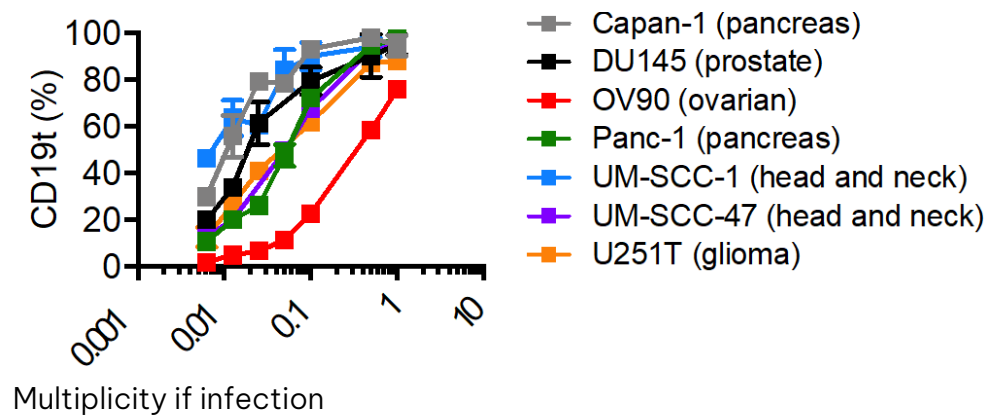 CD19t (%)
100
80
60
40
20
0
0.001
0.01
0.1
1
10
Multiplicity if infection
Capan-1 (pancreas)
DU145 (prostate)
OV90 (ovarian)
Panc-1 (pancreas)
UM-SCC-1 (head and neck)
UM-SCC-47 (head and neck)
U251T (glioma)